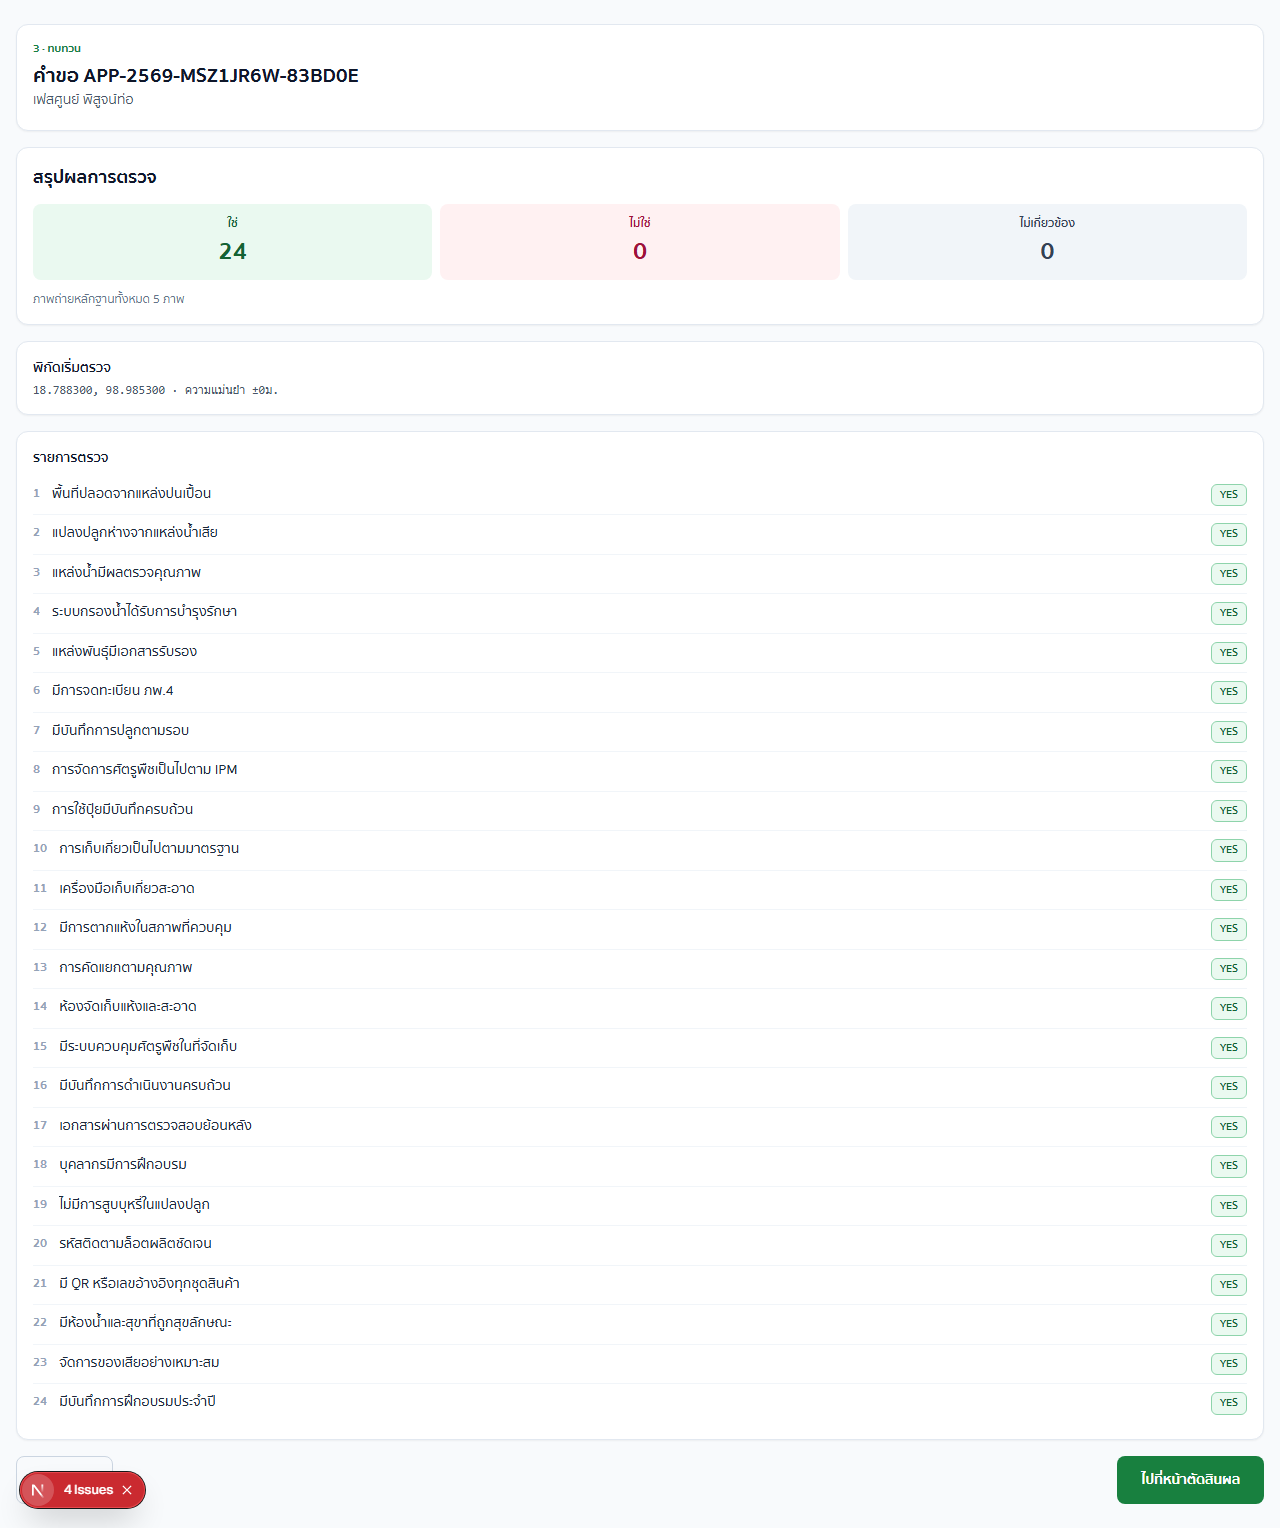 3 · ทบทวน
คำขอ APP-2569-MSZ1JR6W-83BD0E
เฟสศูนย์ พิสูจน์ท่อ
สรุปผลการตรวจ
ใช่
24
ไม่ใช่
0
ไม่เกี่ยวข้อง
0
ภาพถ่ายหลักฐานทั้งหมด 5 ภาพ
พิกัดเริ่มตรวจ
18.788300, 98.985300 · ความแม่นยำ ±0ม.
รายการตรวจ
1 พื้นที่ปลอดจากแหล่งปนเปื้อน YES
2 แปลงปลูกห่างจากแหล่งน้ำเสีย YES
3 แหล่งน้ำมีผลตรวจคุณภาพ YES
4 ระบบกรองน้ำได้รับการบำรุงรักษา YES
5 แหล่งพันธุ์มีเอกสารรับรอง YES
6 มีการจดทะเบียน ภพ.4 YES
7 มีบันทึกการปลูกตามรอบ YES
8 การจัดการศัตรูพืชเป็นไปตาม IPM YES
9 การใช้ปุ๋ยมีบันทึกครบถ้วน YES
10 การเก็บเกี่ยวเป็นไปตามมาตรฐาน YES
11 เครื่องมือเก็บเกี่ยวสะอาด YES
12 มีการตากแห้งในสภาพที่ควบคุม YES
13 การคัดแยกตามคุณภาพ YES
14 ห้องจัดเก็บแห้งและสะอาด YES
15 มีระบบควบคุมศัตรูพืชในที่จัดเก็บ YES
16 มีบันทึกการดำเนินงานครบถ้วน YES
17 เอกสารผ่านการตรวจสอบย้อนหลัง YES
18 บุคลากรมีการฝึกอบรม YES
19 ไม่มีการสูบบุหรี่ในแปลงปลูก YES
20 รหัสติดตามล็อตผลิตชัดเจน YES
21 มี QR หรือเลขอ้างอิงทุกชุดสินค้า YES
22 มีห้องน้ำและสุขาที่ถูกสุขลักษณะ YES
23 จัดการของเสียอย่างเหมาะสม YES
24 มีบันทึกการฝึกอบรมประจำปี YES
N 4 Issues ×
ไปที่หน้าตัดสินผล